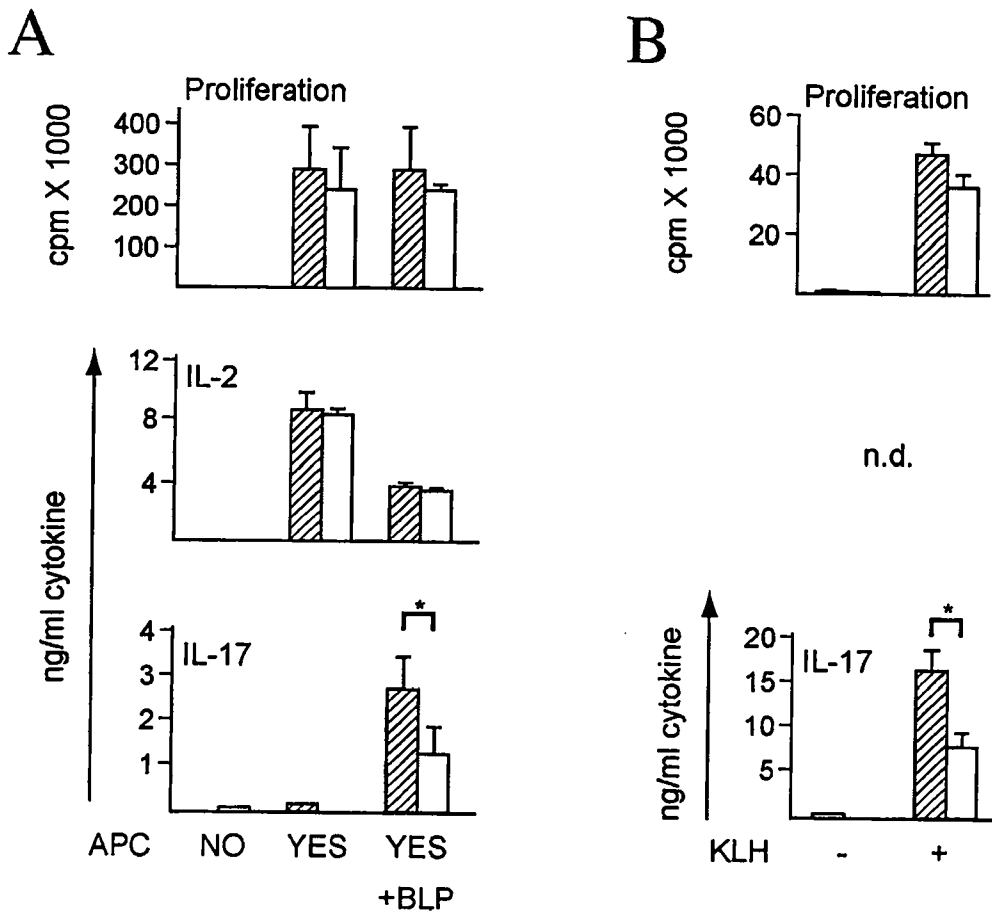 A
Proliferation
cpm X 1000
400
300
200
100
12
8
4
IL-2
ng/ml cytokine
*
4
3
2
1
IL-17
APC NO YES YES
+BLP
B
Proliferation
cpm X 1000
60
40
20
n.d.
*
ng/ml cytokine
20
15
10
5
IL-17
KLH - +